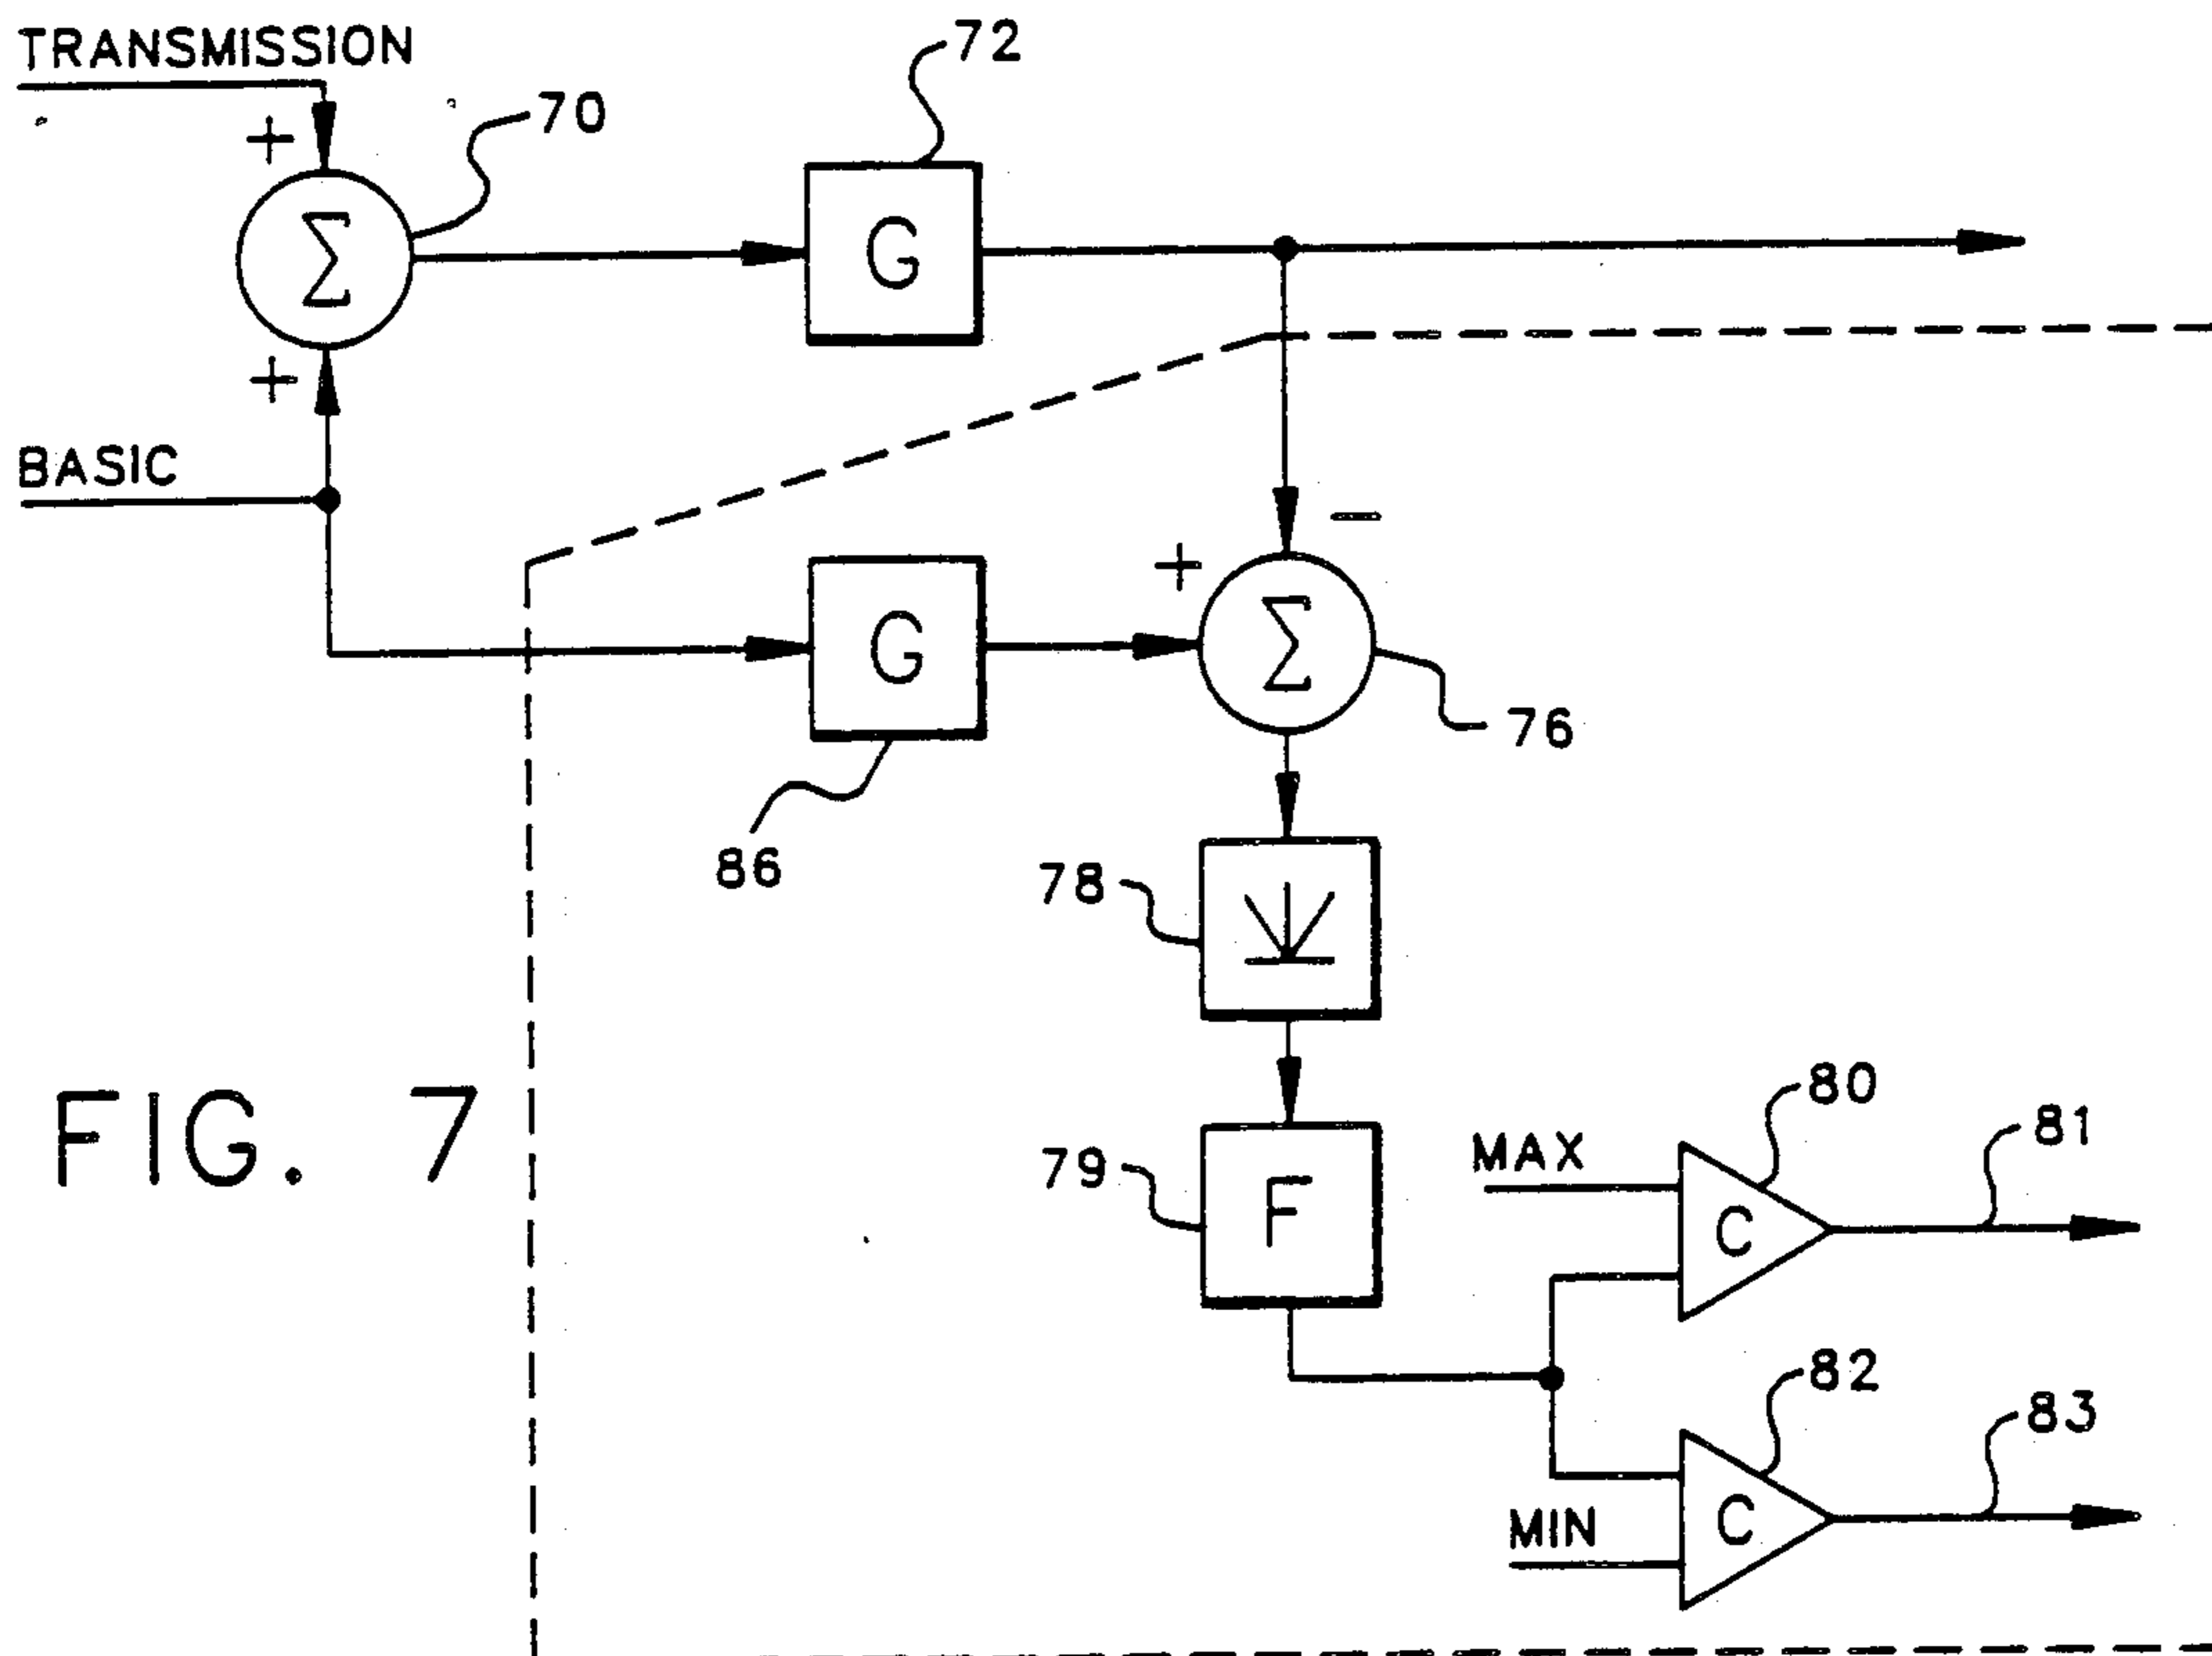 TRANSMISSION
72
+
70
Σ
G
+
BASIC
−
+
G
Σ
76
86
78
80
FIG. 7
MAX
81
79
F
C
82
83
MIN
C